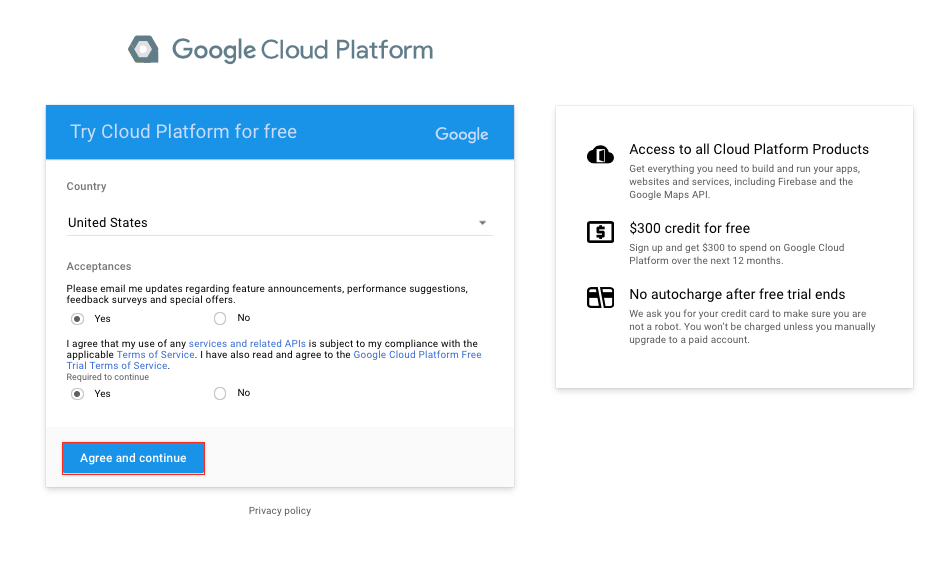 Google Cloud Platform
Try Cloud Platform for free
Google
Country
United States
Acceptances
Please email me updates regarding feature announcements, performance suggestions,
feedback surveys and special offers.
Yes No
I agree that my use of any services and related APIs is subject to my compliance with the
applicable Terms of Service. I have also read and agree to the Google Cloud Platform Free
Trial Terms of Service.
Required to continue
Yes No
Agree and continue
Privacy policy
Access to all Cloud Platform Products
Get everything you need to build and run your apps,
websites and services, including Firebase and the
Google Maps API.
$
$300 credit for free
Sign up and get $300 to spend on Google Cloud
Platform over the next 12 months.
No autocharge after free trial ends
We ask you for your credit card to make sure you are
not a robot. You won't be charged unless you manually
upgrade to a paid account.